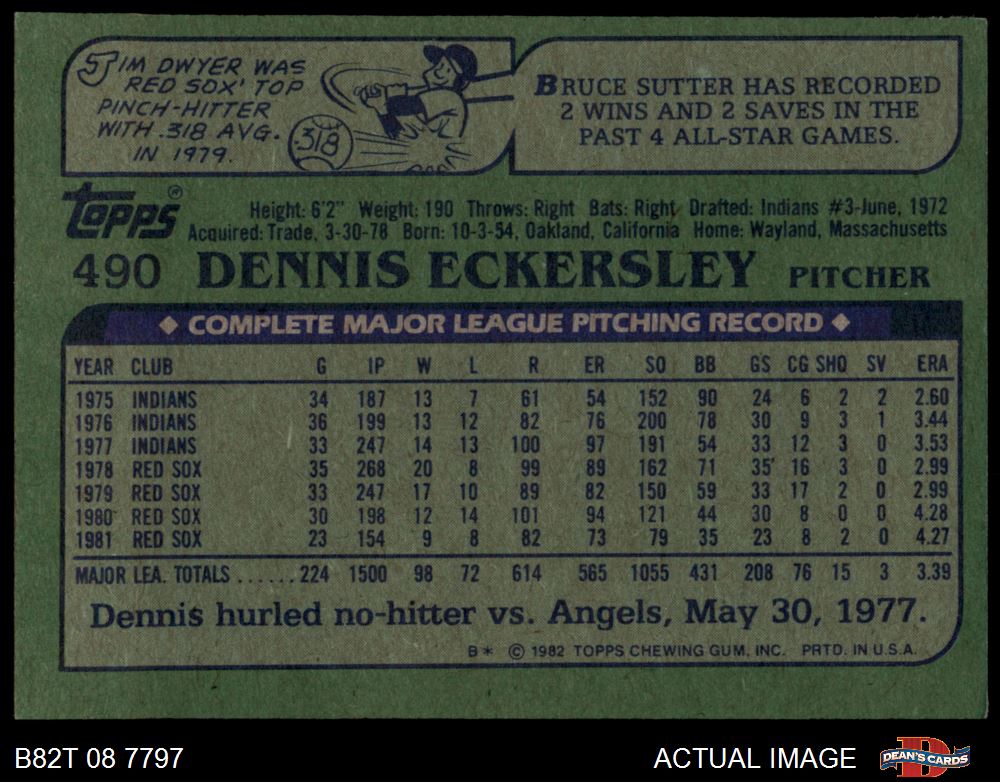 JIM DWYER WAS
RED SOX' TOP
PINCH-HITTER
WITH .318 AVG.
IN 1979.
.318
BRUCE SUTTER HAS RECORDED
2 WINS AND 2 SAVES IN THE
PAST 4 ALL-STAR GAMES.
Topps®
Height: 6'2" Weight: 190 Throws: Right Bats: Right Drafted: Indians #3-June, 1972
Acquired: Trade, 3-30-78 Born: 10-3-54, Oakland, California Home: Wayland, Massachusetts
490 DENNIS ECKERSLEY PITCHER
◆ COMPLETE MAJOR LEAGUE PITCHING RECORD ◆
YEAR CLUB G IP W L R ER SO BB GS CG SHO SV ERA
1975 INDIANS 34 187 13 7 61 54 152 90 24 6 2 2 2.60
1976 INDIANS 36 199 13 12 82 76 200 78 30 9 3 1 3.44
1977 INDIANS 33 247 14 13 100 97 191 54 33 12 3 0 3.53
1978 RED SOX 35 268 20 8 99 89 162 71 35 16 3 0 2.99
1979 RED SOX 33 247 17 10 89 82 150 59 33 17 2 0 2.99
1980 RED SOX 30 198 12 14 101 94 121 44 30 8 0 0 4.28
1981 RED SOX 23 154 9 8 82 73 79 35 23 8 2 0 4.27
MAJOR LEA. TOTALS ...... 224 1500 98 72 614 565 1055 431 208 76 15 3 3.39
Dennis hurled no-hitter vs. Angels, May 30, 1977.
B* © 1982 TOPPS CHEWING GUM, INC. PRTD. IN U.S.A.
B82T 08 7797 ACTUAL IMAGE
DEAN'S CARDS